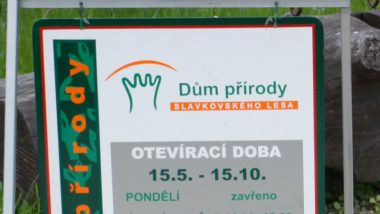 přírody
Dům přírody
SLAVKOVSKÉHO LESA
OTEVÍRACÍ DOBA
15.5. - 15.10.
PONDĚLÍ zavřeno